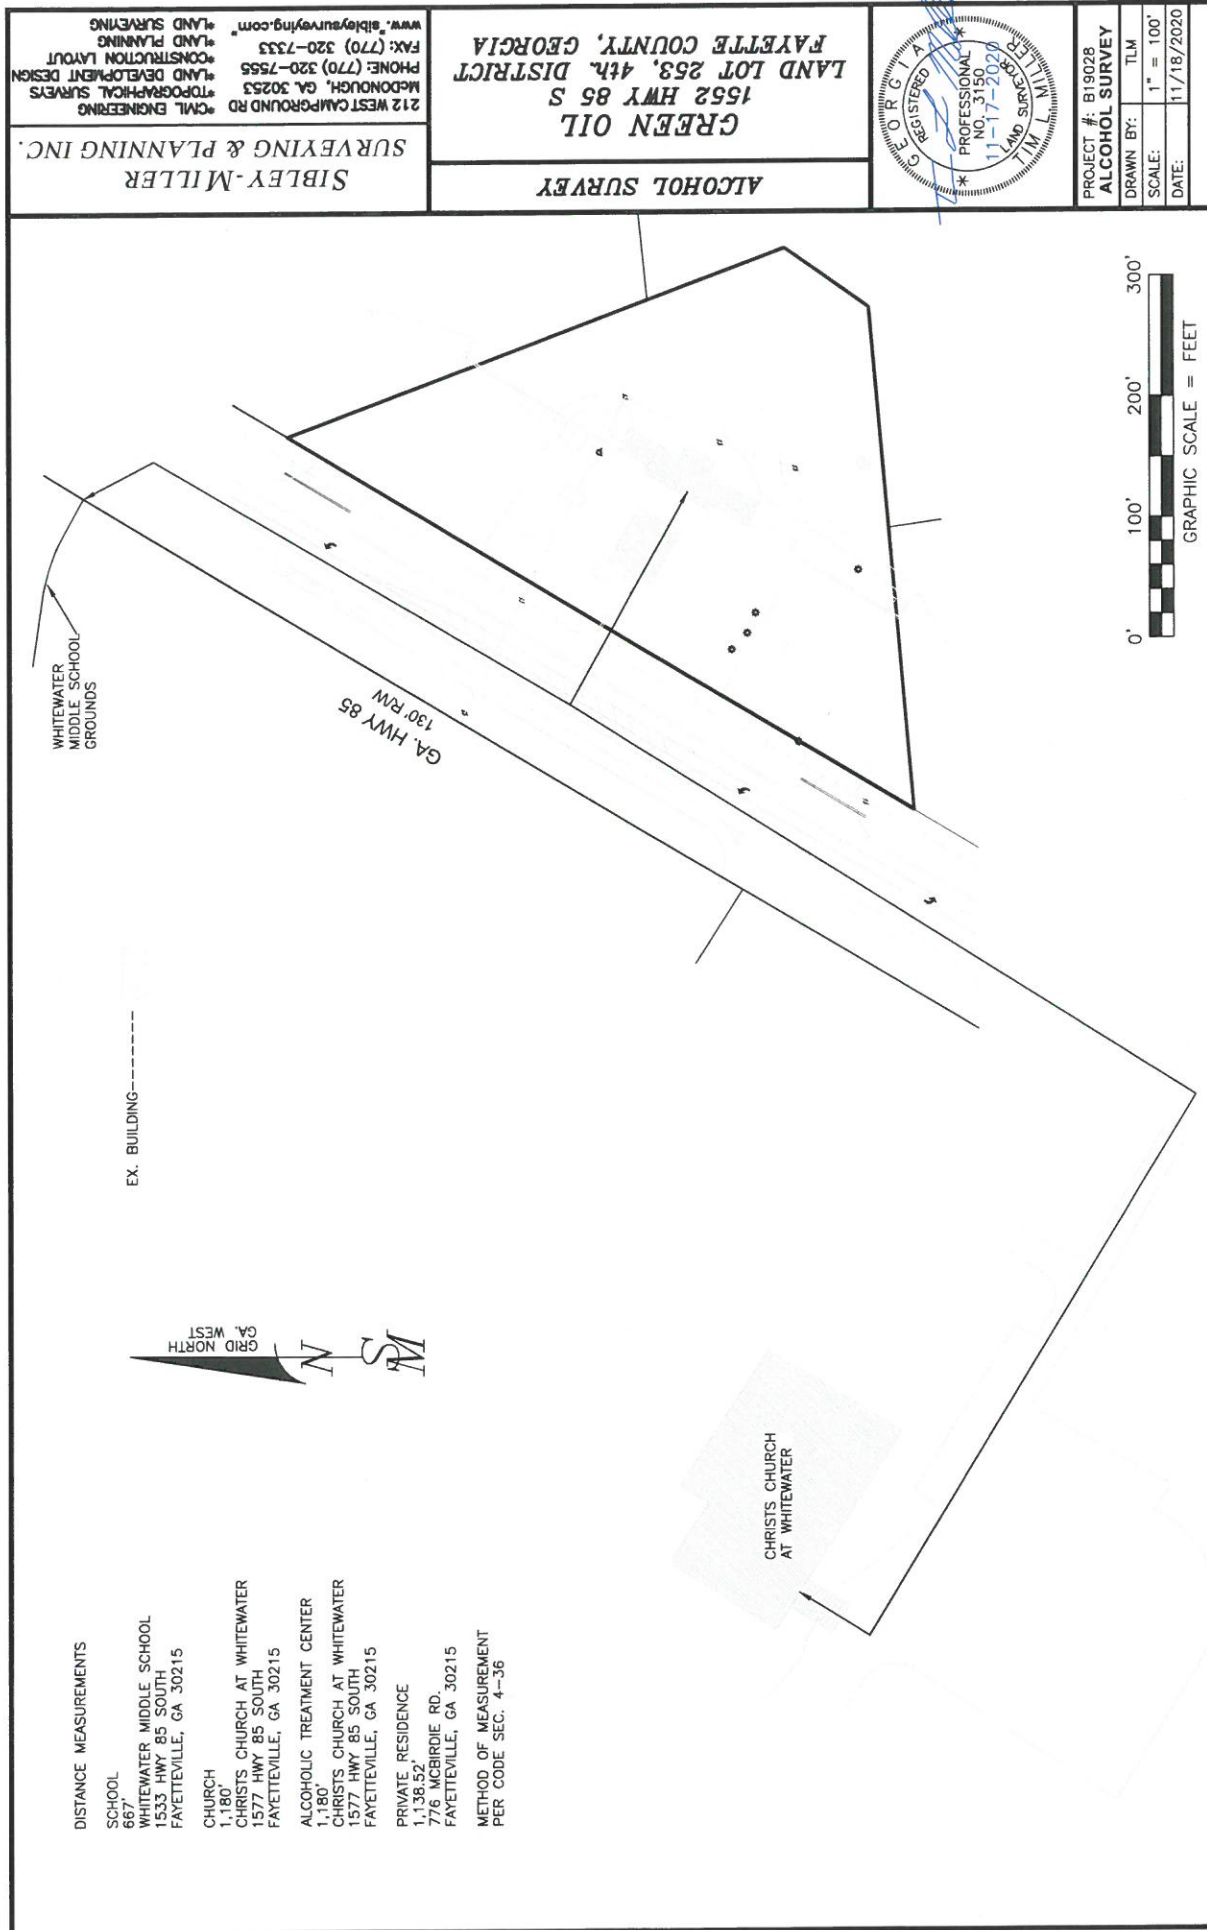 DISTANCE MEASUREMENTS
SCHOOL
667'
WHITEWATER MIDDLE SCHOOL
1533 HWY 85 SOUTH
FAYETTEVILLE, GA 30215
CHURCH
1,180'
CHRISTS CHURCH AT WHITEWATER
1577 HWY 85 SOUTH
FAYETTEVILLE, GA 30215
ALCOHOLIC TREATMENT CENTER
1,180'
CHRISTS CHURCH AT WHITEWATER
1577 HWY 85 SOUTH
FAYETTEVILLE, GA 30215
PRIVATE RESIDENCE
1,138.52'
776 MCBIRDIE RD.
FAYETTEVILLE, GA 30215
METHOD OF MEASUREMENT
PER CODE SEC. 4-36
GRID NORTH
GA. WEST
N
S
M
EX. BUILDING---------
WHITEWATER
MIDDLE SCHOOL
GROUNDS
GA. HWY 85
130' R/W
CHRISTS CHURCH
AT WHITEWATER
0'
100'
200'
300'
GRAPHIC SCALE = FEET
SIBLEY-MILLER
SURVEYING & PLANNING INC.
212 WEST CAMPGROUND RD
McDONOUGH, GA. 30253
PHONE: (770) 320-7555
FAX: (770) 320-7333
www."sibleysurveying.com"
*CIVIL ENGINEERING
*TOPOGRAPHICAL SURVEYS
*LAND DEVELOPMENT DESIGN
*CONSTRUCTION LAYOUT
*LAND PLANNING
*LAND SURVEYING
ALCOHOL SURVEY
GREEN OIL
1552 HWY 85 S
LAND LOT 253, 4th. DISTRICT
FAYETTE COUNTY, GEORGIA
GEORGIA
REGISTERED
* PROFESSIONAL *
NO. 3150
11-17-2020
LAND SURVEYOR
TIM L. MILLER
PROJECT #: B19028
ALCOHOL SURVEY
DRAWN BY: TLM
SCALE: 1" = 100'
DATE: 11/18/2020